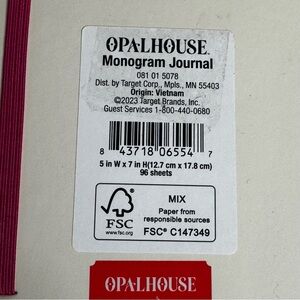 OPALHOUSE.
Monogram Journal
081 01 5078
Dist. by Target Corp., Mpls., MN 55403
Origin: Vietnam
©2023 Target Brands, Inc.
Guest Services 1-800-440-0680
8 43718 06554 7
5 in W x 7 in H(12.7 cm x 17.8 cm)
96 sheets
FSC
www.fsc.org
MIX
Paper from
responsible sources
FSC® C147349
OPALHOUSE